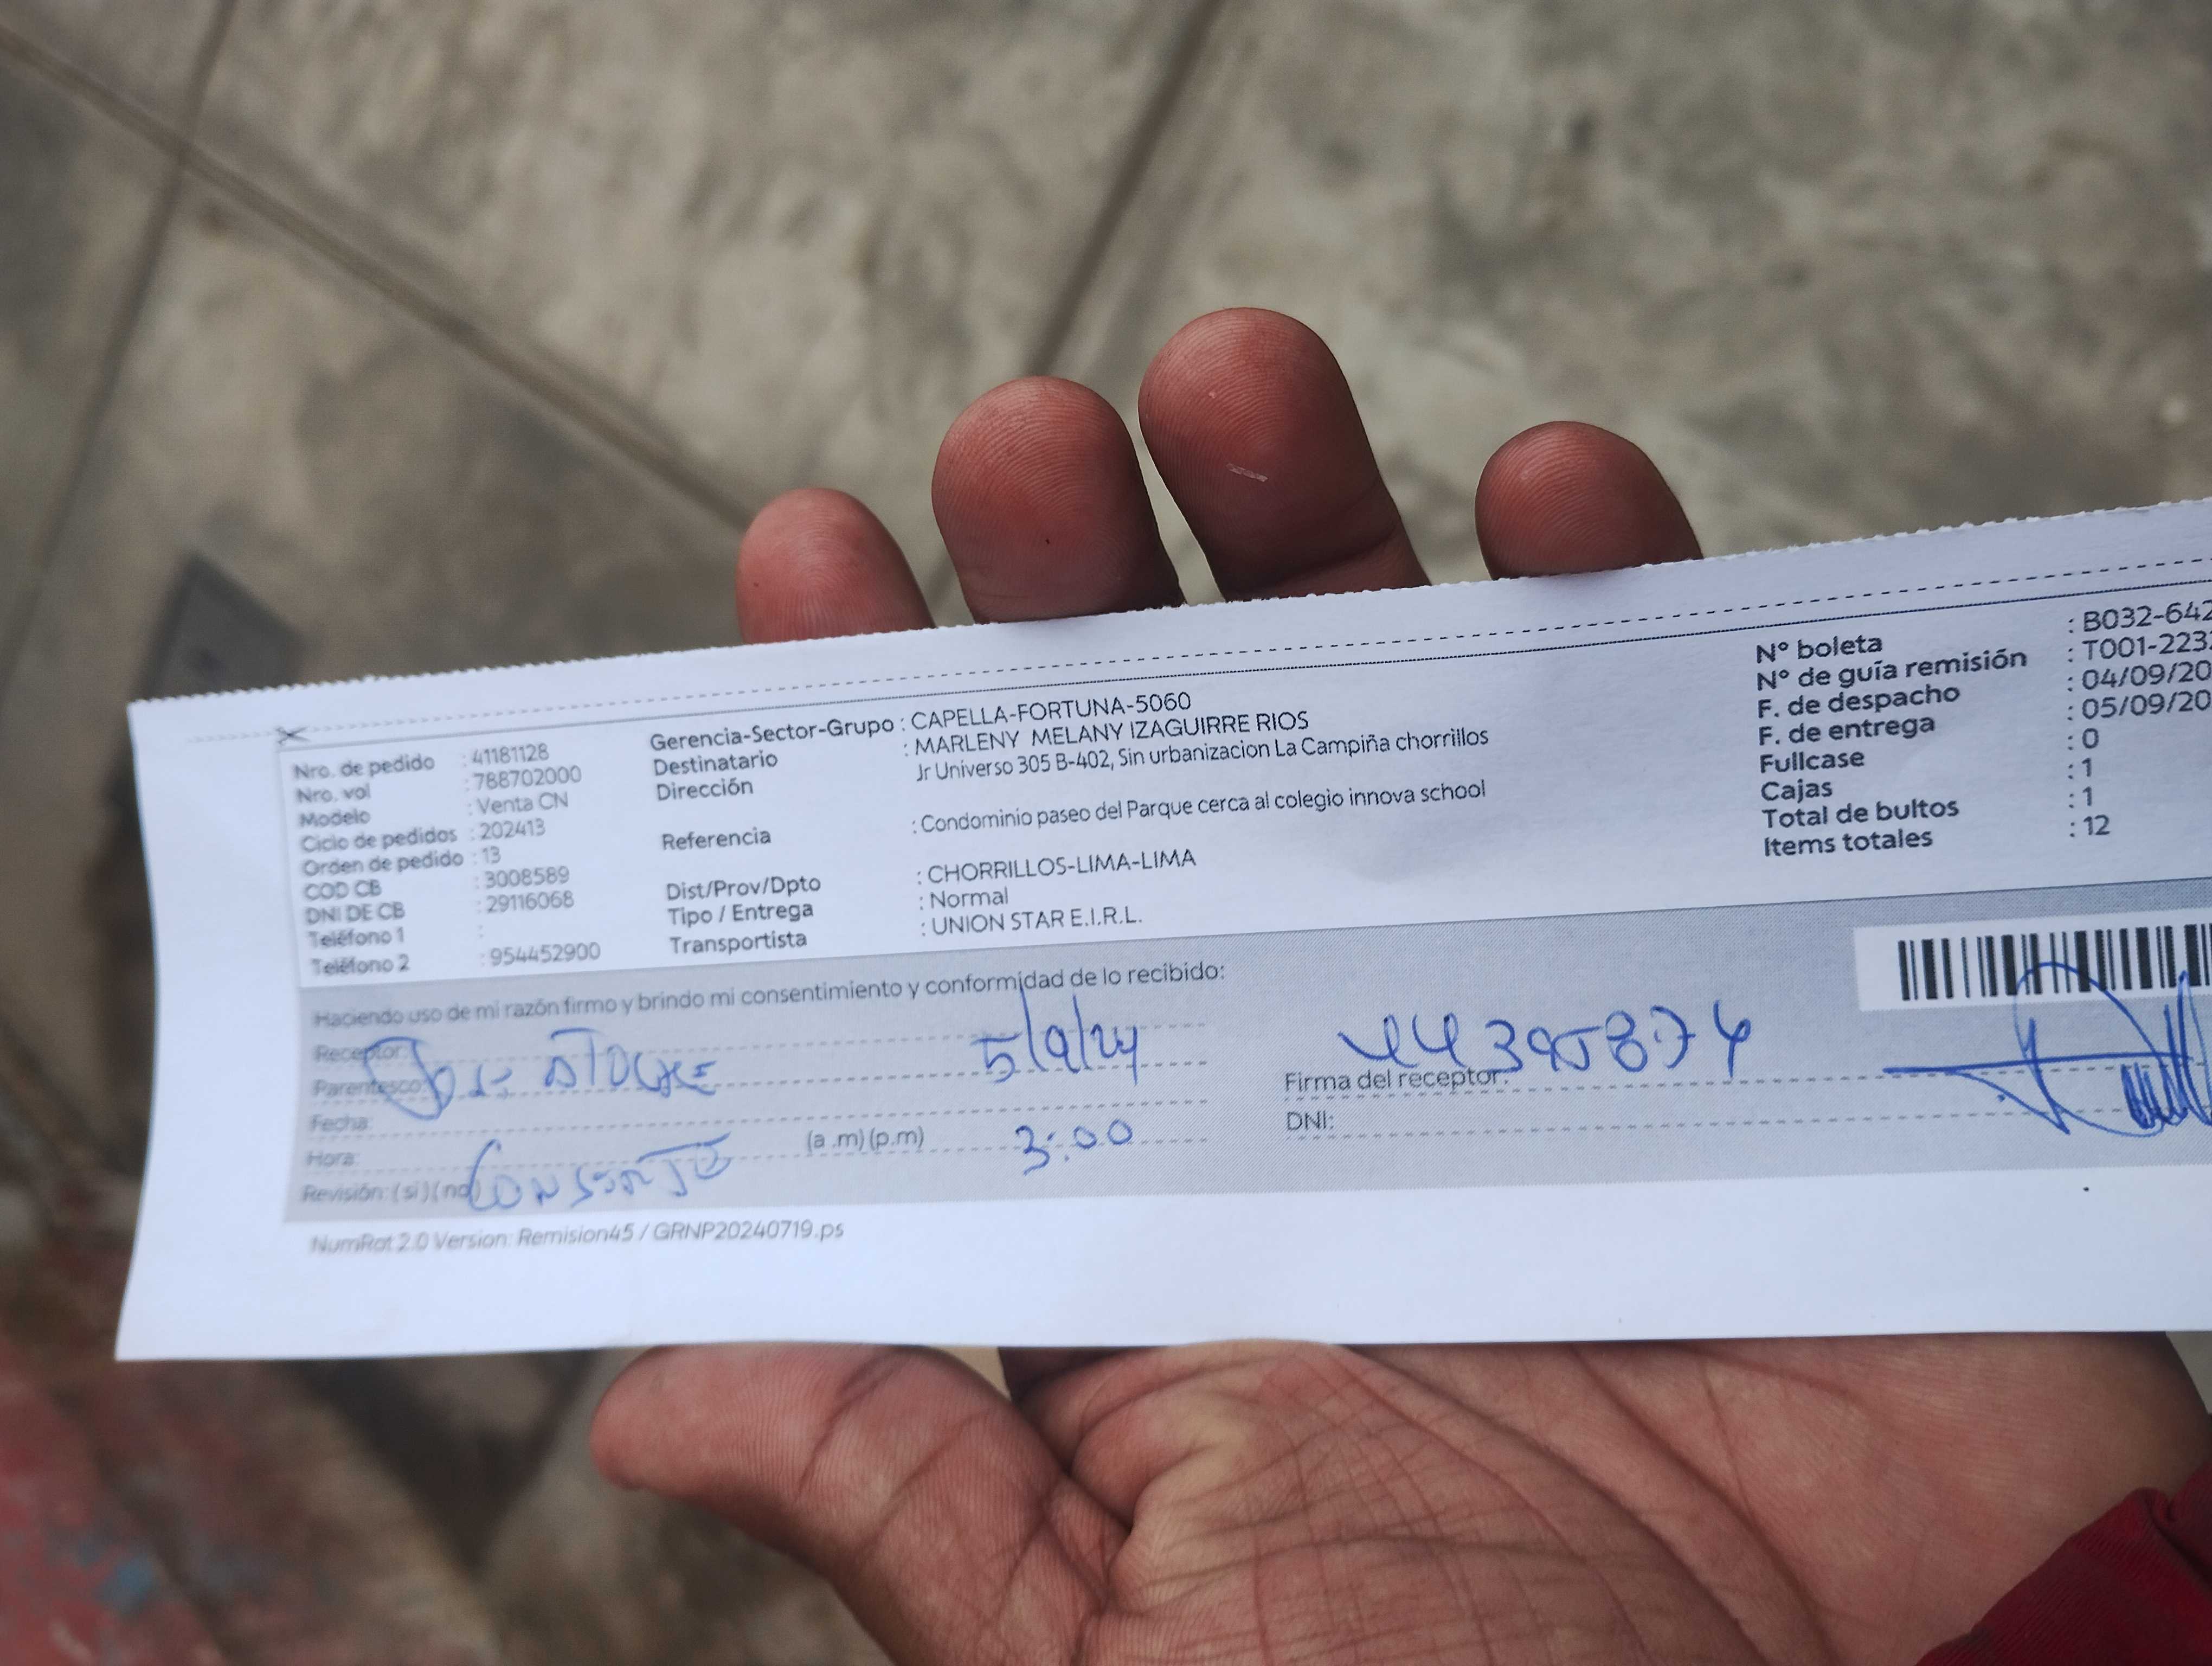 Nro. de pedido : 41181128
Nro. vol : 788702000
Modelo : Venta CN
Ciclo de pedidos : 202413
Orden de pedido : 13
COD CB : 3008589
DNI DE CB : 29116068
Teléfono 1 :
Teléfono 2 : 954452900
Gerencia-Sector-Grupo : CAPELLA-FORTUNA-5060
Destinatario : MARLENY MELANY IZAGUIRRE RIOS
Dirección Jr Universo 305 B-402, Sin urbanizacion La Campiña chorrillos
Referencia : Condominio paseo del Parque cerca al colegio innova school
Dist/Prov/Dpto : CHORRILLOS-LIMA-LIMA
Tipo / Entrega : Normal
Transportista : UNION STAR E.I.R.L.
N° boleta : B032-642
N° de guía remisión : T001-223
F. de despacho : 04/09/20
F. de entrega : 05/09/20
Fullcase : 0
Cajas : 1
Total de bultos : 1
Items totales : 12
Haciendo uso de mi razón firmo y brindo mi consentimiento y conformidad de lo recibido:
Receptor:
Parentesco: Jose 5/9/24
Fecha:
Hora: (a .m) (p.m) 3:00
Revisión: ( si ) ( no )
44395874
Firma del receptor:
DNI:
NumRot 2.0 Version: Remision45 / GRNP20240719.ps